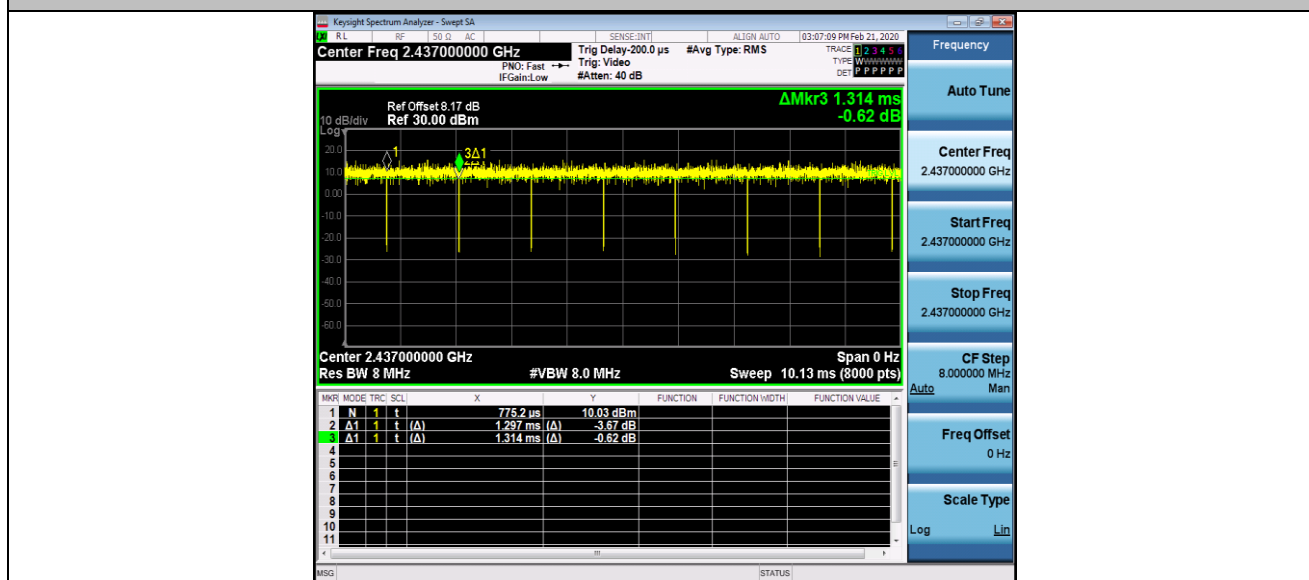 Keysight Spectrum Analyzer - Swept SA
RL RF 50 Ω AC SENSE:INT ALIGN AUTO 03:07:09 PM Feb 21, 2020
Center Freq 2.437000000 GHz
PNO: Fast
IFGain:Low
Trig Delay-200.0 µs
Trig: Video
#Atten: 40 dB
#Avg Type: RMS
TRACE 1 2 3 4 5 6
TYPE WWWWWW
DET P P P P P P
Frequency
ΔMkr3 1.314 ms
-0.62 dB
Ref Offset 8.17 dB
10 dB/div Ref 30.00 dBm
Log
20.0
10.0
0.00
-10.0
-20.0
-30.0
-40.0
-50.0
-60.0
1
3Δ1
Center 2.437000000 GHz Span 0 Hz
Res BW 8 MHz #VBW 8.0 MHz Sweep 10.13 ms (8000 pts)
MKR MODE TRC SCL X Y FUNCTION FUNCTION WIDTH FUNCTION VALUE
1 N 1 t 775.2 µs 10.03 dBm
2 Δ1 1 t (Δ) 1.297 ms (Δ) -3.67 dB
3 Δ1 1 t (Δ) 1.314 ms (Δ) -0.62 dB
4
5
6
7
8
9
10
11
MSG STATUS
Auto Tune
Center Freq
2.437000000 GHz
Start Freq
2.437000000 GHz
Stop Freq
2.437000000 GHz
CF Step
8.000000 MHz
Auto Man
Freq Offset
0 Hz
Scale Type
Log Lin